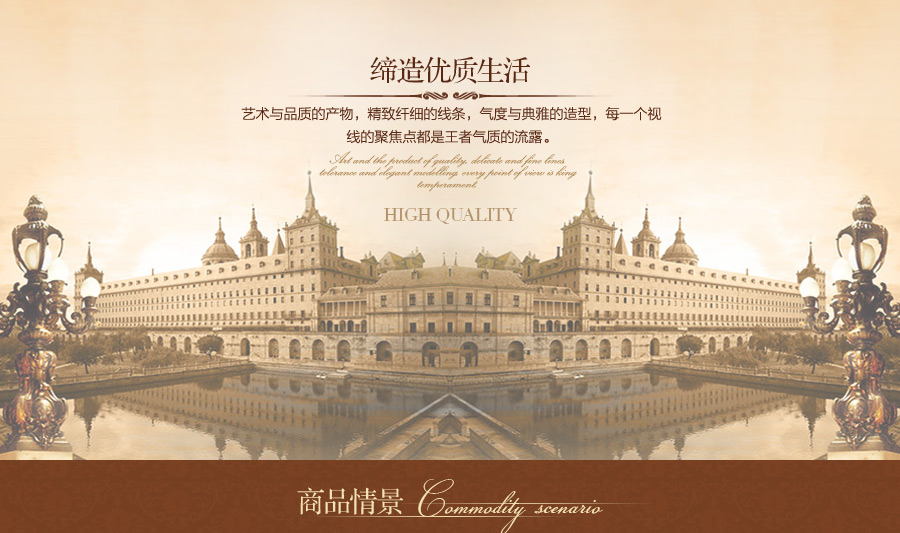 缔造优质生活
艺术与品质的产物，精致纤细的线条，气度与典雅的造型，每一个视
线的聚焦点都是王者气质的流露。
Art and the product of quality, delicate and fine lines
tolerance and elegant modelling, every point of view is king
temperament.
HIGH QUALITY
商品情景 Commodity scenario